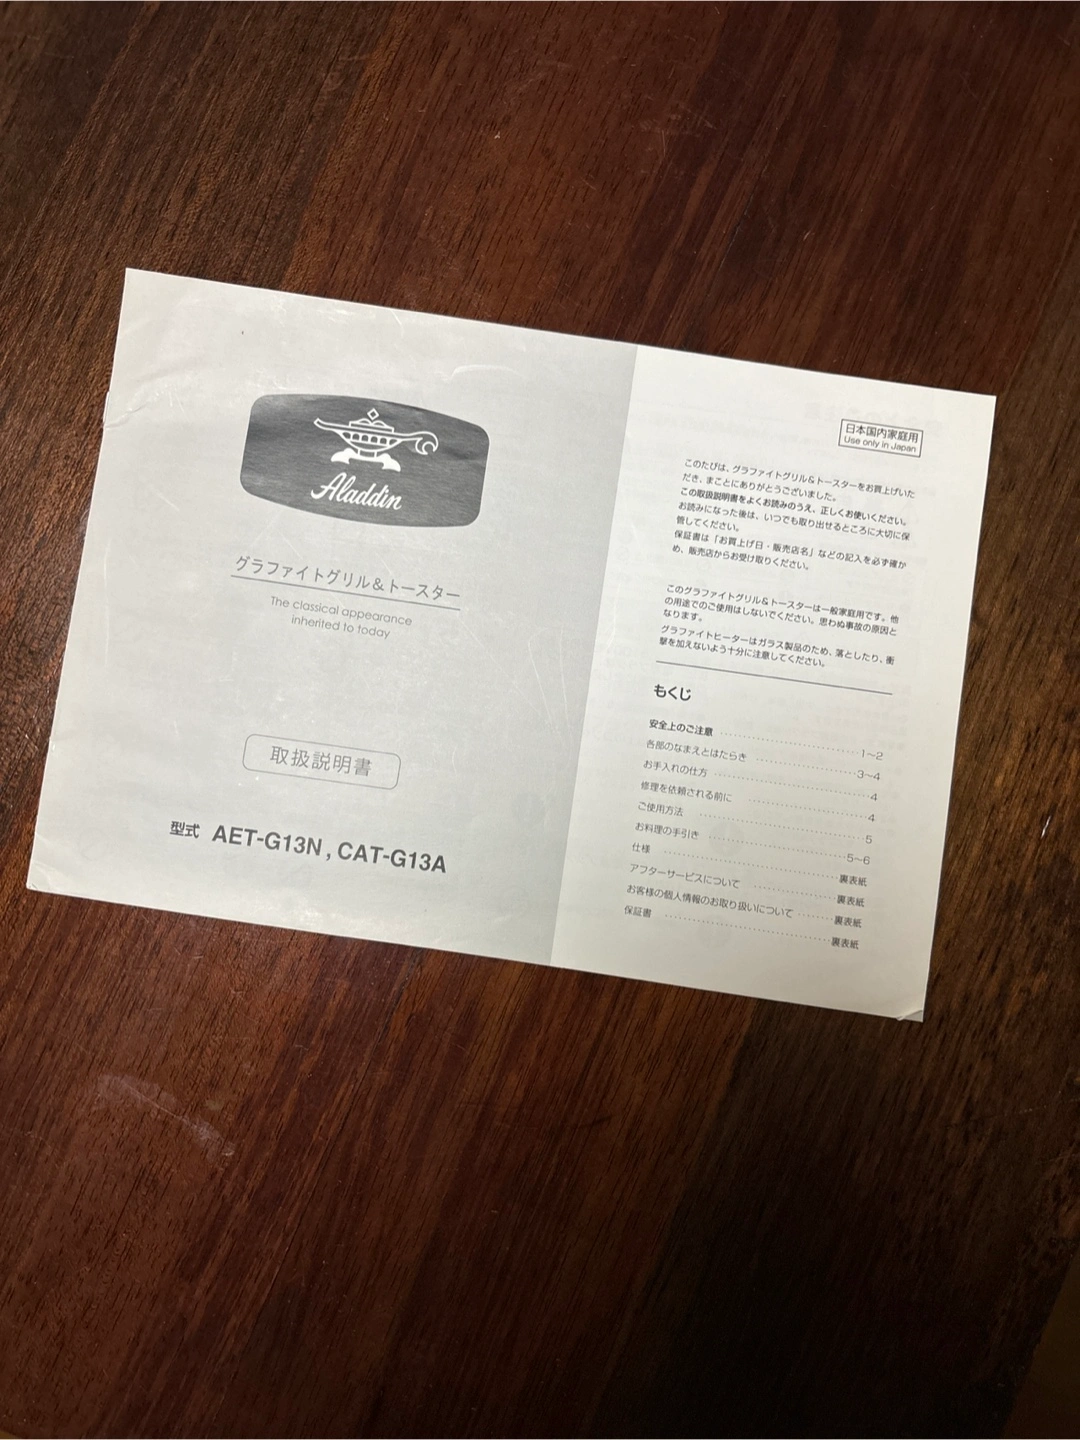 Aladdin
グラファイトグリル＆トースター
The classical appearance
inherited to today
取扱説明書
型式 AET-G13N , CAT-G13A
日本国内家庭用
Use only in Japan
このたびは、グラファイトグリル＆トースターをお買上げいた
だき、まことにありがとうございました。
この取扱説明書をよくお読みのうえ、正しくお使いください。
お読みになった後は、いつでも取り出せるところに大切に保
管してください。
保証書は「お買上げ日・販売店名」などの記入を必ず確か
め、販売店からお受け取りください。
このグラファイトグリル＆トースターは一般家庭用です。他
の用途でのご使用はしないでください。思わぬ事故の原因と
なります。
グラファイトヒーターはガラス製品のため、落としたり、衝
撃を加えないよう十分に注意してください。
もくじ
安全上のご注意 ･････････････････････ 1～2
各部のなまえとはたらき ････････････････ 3～4
お手入れの仕方 ･････････････････････ 4
修理を依頼される前に ････････････････ 4
ご使用方法 ･････････････････････ 5
お料理の手引き ････････････････････ 5～6
仕様 ･････････････････････ 裏表紙
アフターサービスについて ････････････ 裏表紙
お客様の個人情報のお取り扱いについて ･･････ 裏表紙
保証書 ･････････････････････ 裏表紙